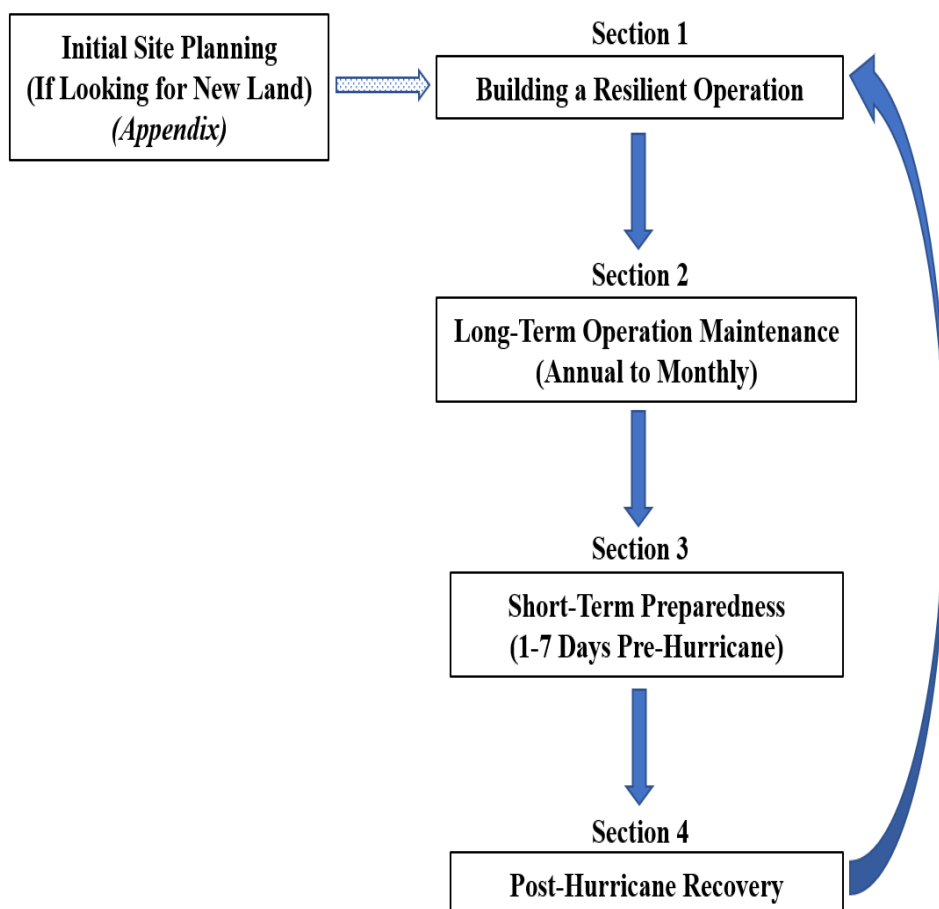 Initial Site Planning
(If Looking for New Land)
(Appendix)
Section 1
Building a Resilient Operation
Section 2
Long-Term Operation Maintenance
(Annual to Monthly)
Section 3
Short-Term Preparedness
(1-7 Days Pre-Hurricane)
Section 4
Post-Hurricane Recovery